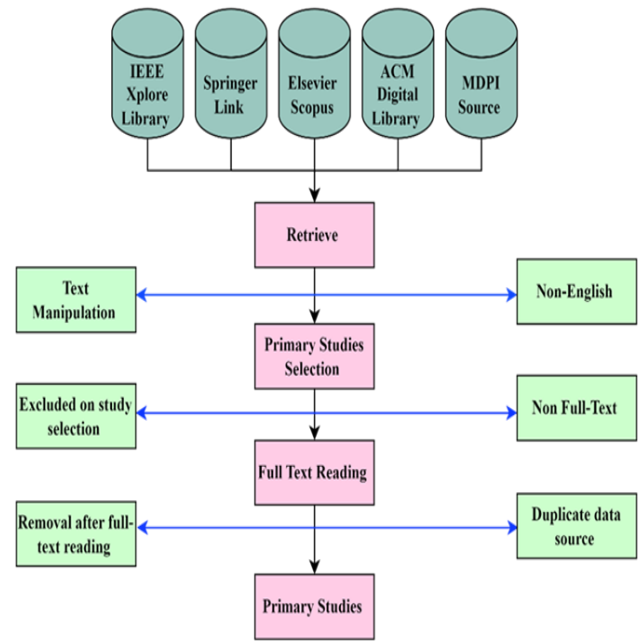 IEEE
Xplore
Library
Springer
Link
Elsevier
Scopus
ACM
Digital
Library
MDPI
Source
Retrieve
Text
Manipulation
Non-English
Primary Studies
Selection
Excluded on study
selection
Non Full-Text
Full Text Reading
Removal after full-
text reading
Duplicate data
source
Primary Studies